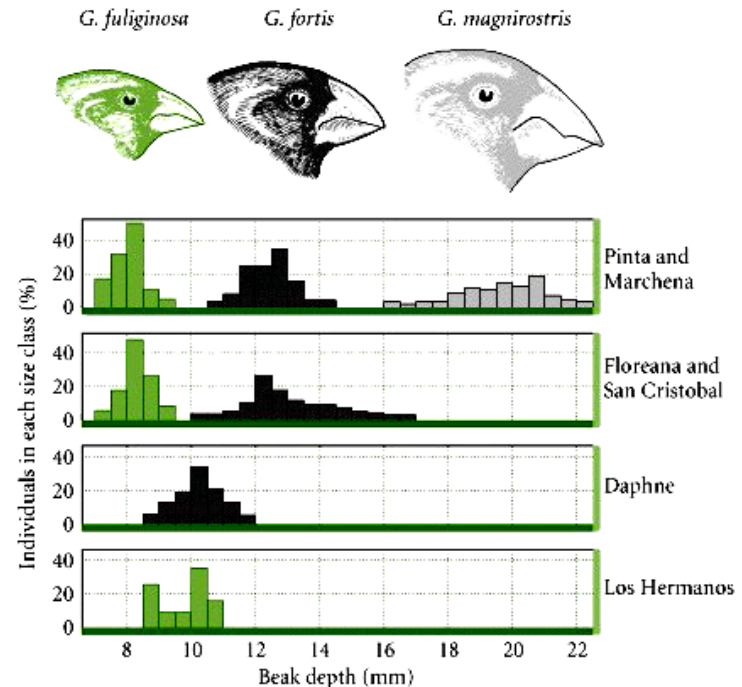 G. fuliginosa G. fortis G. magnirostris
Individuals in each size class (%)
40
20
0
Pinta and
Marchena
40
20
0
Floreana and
San Cristobal
40
20
0
Daphne
40
20
0
Los Hermanos
8 10 12 14 16 18 20 22
Beak depth (mm)